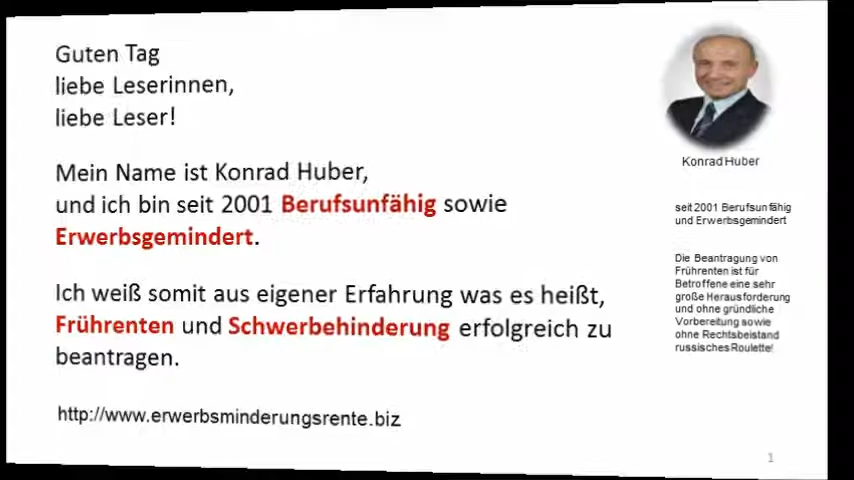 Guten Tag
liebe Leserinnen,
liebe Leser!
Mein Name ist Konrad Huber,
und ich bin seit 2001 Berufsunfähig sowie
Erwerbsgemindert.
Ich weiß somit aus eigener Erfahrung was es heißt,
Frührenten und Schwerbehinderung erfolgreich zu
beantragen.
http://www.erwerbsminderungsrente.biz
Konrad Huber
seit 2001 Berufsunfähig
und Erwerbsgemindert
Die Beantragung von
Frührenten ist für
Betroffene eine sehr
große Herausforderung
und ohne gründliche
Vorbereitung sowie
ohne Rechtsbeistand
russisches Roulette!
1